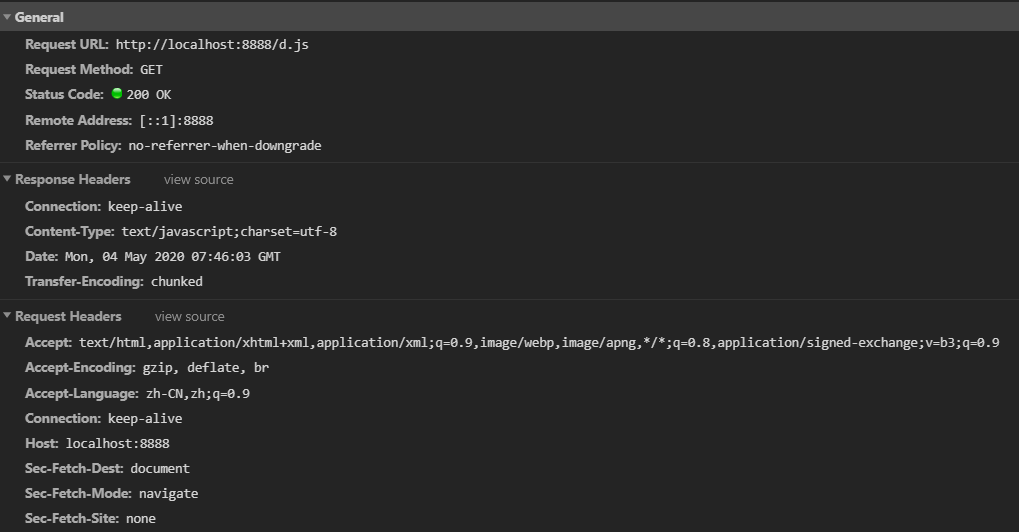 General
Request URL: http://localhost:8888/d.js
Request Method: GET
Status Code: 200 OK
Remote Address: [::1]:8888
Referrer Policy: no-referrer-when-downgrade
Response Headers view source
Connection: keep-alive
Content-Type: text/javascript;charset=utf-8
Date: Mon, 04 May 2020 07:46:03 GMT
Transfer-Encoding: chunked
Request Headers view source
Accept: text/html,application/xhtml+xml,application/xml;q=0.9,image/webp,image/apng,*/*;q=0.8,application/signed-exchange;v=b3;q=0.9
Accept-Encoding: gzip, deflate, br
Accept-Language: zh-CN,zh;q=0.9
Connection: keep-alive
Host: localhost:8888
Sec-Fetch-Dest: document
Sec-Fetch-Mode: navigate
Sec-Fetch-Site: none